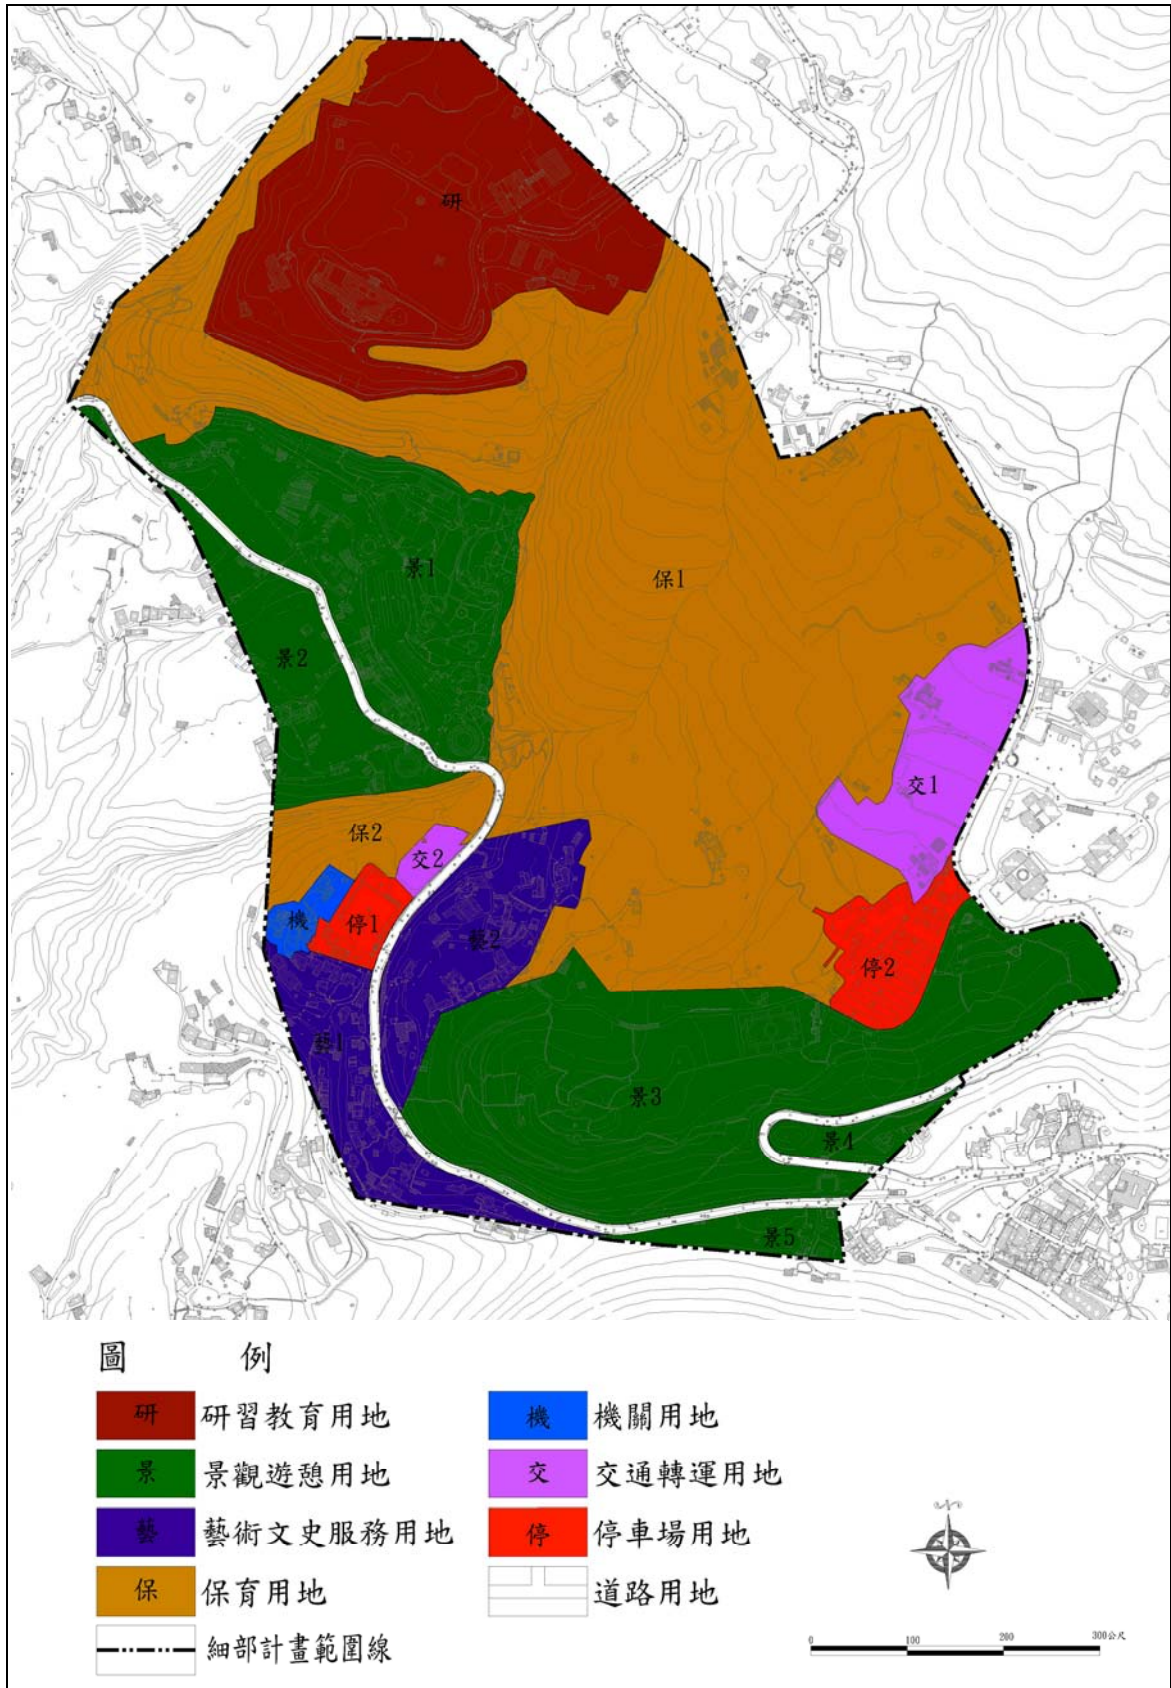 研
景1
保1
景2
交1
保2
交2
機
停1
藝2
停2
藝1
景3
景4
景5
圖 例
研 研習教育用地
機 機關用地
景 景觀遊憩用地
交 交通轉運用地
藝 藝術文史服務用地
停 停車場用地
保 保育用地
道路用地
細部計畫範圍線
N
0 100 200 300公尺